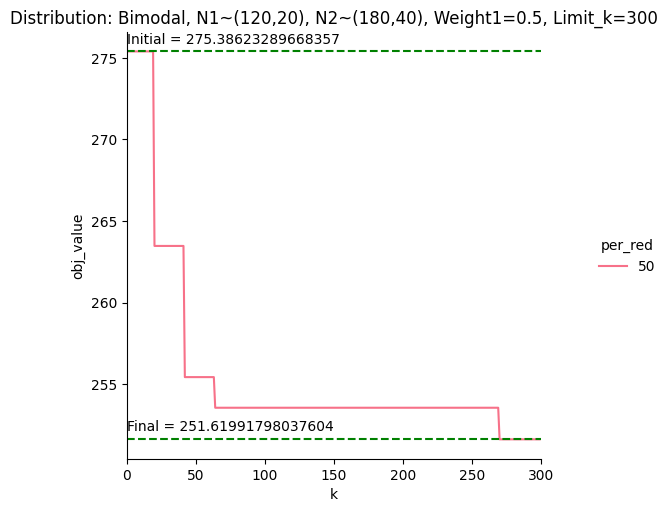 Distribution: Bimodal, N1~(120,20), N2~(180,40), Weight1=0.5, Limit_k=300
Initial = 275.38623289668357
275
270
265
260
255
obj_value
per_red
50
Final = 251.61991798037604
0 50 100 150 200 250 300
k